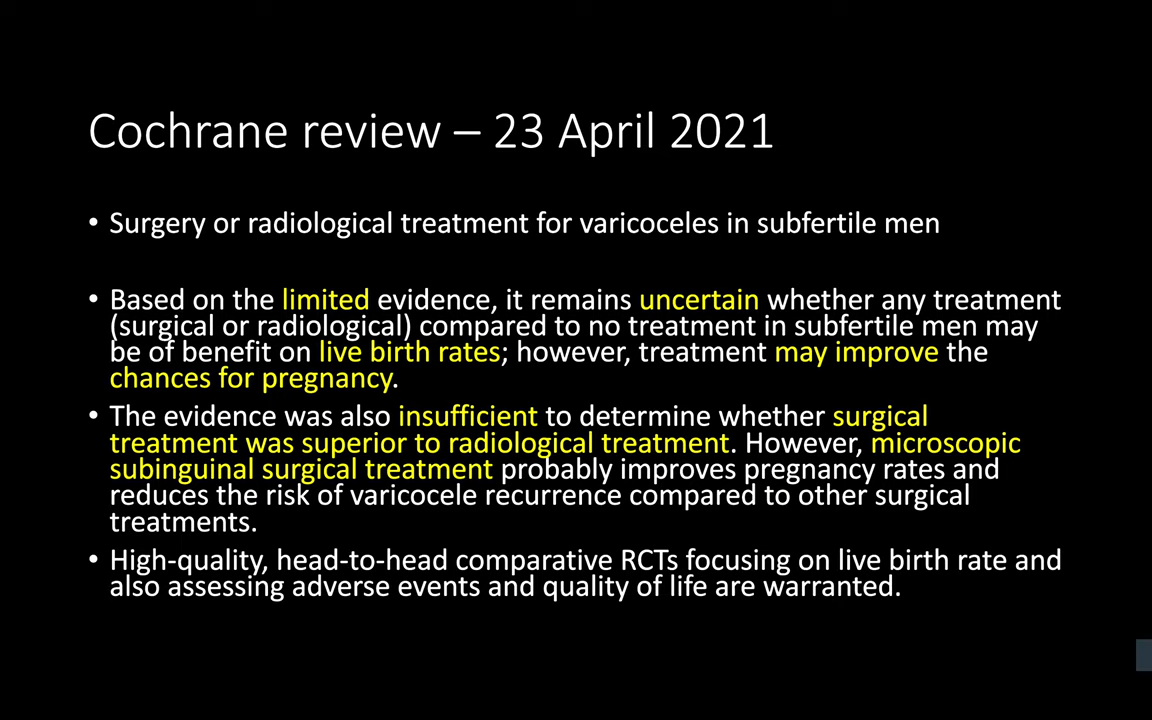 Cochrane review – 23 April 2021
• Surgery or radiological treatment for varicoceles in subfertile men
• Based on the limited evidence, it remains uncertain whether any treatment
(surgical or radiological) compared to no treatment in subfertile men may
be of benefit on live birth rates; however, treatment may improve the
chances for pregnancy.
• The evidence was also insufficient to determine whether surgical
treatment was superior to radiological treatment. However, microscopic
subinguinal surgical treatment probably improves pregnancy rates and
reduces the risk of varicocele recurrence compared to other surgical
treatments.
• High-quality, head-to-head comparative RCTs focusing on live birth rate and
also assessing adverse events and quality of life are warranted.